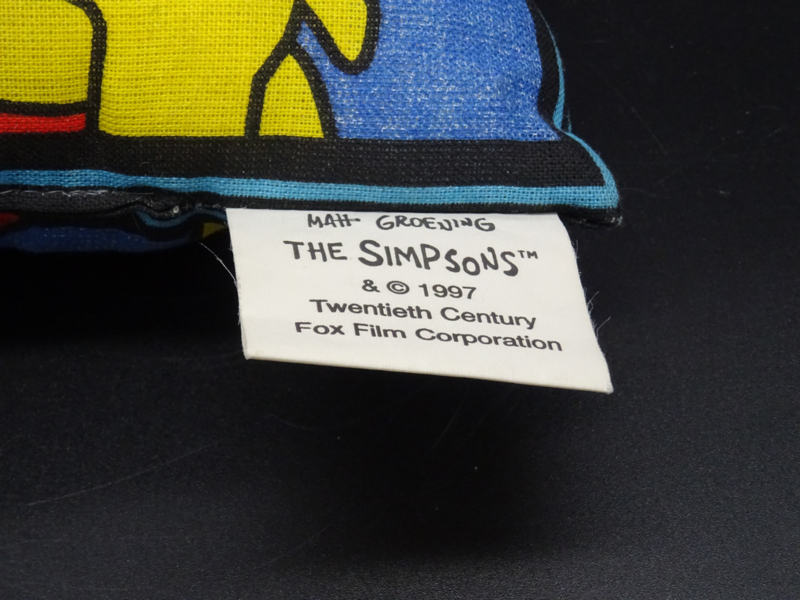 MATT GROENING
THE SIMPSONS™
& © 1997
Twentieth Century
Fox Film Corporation